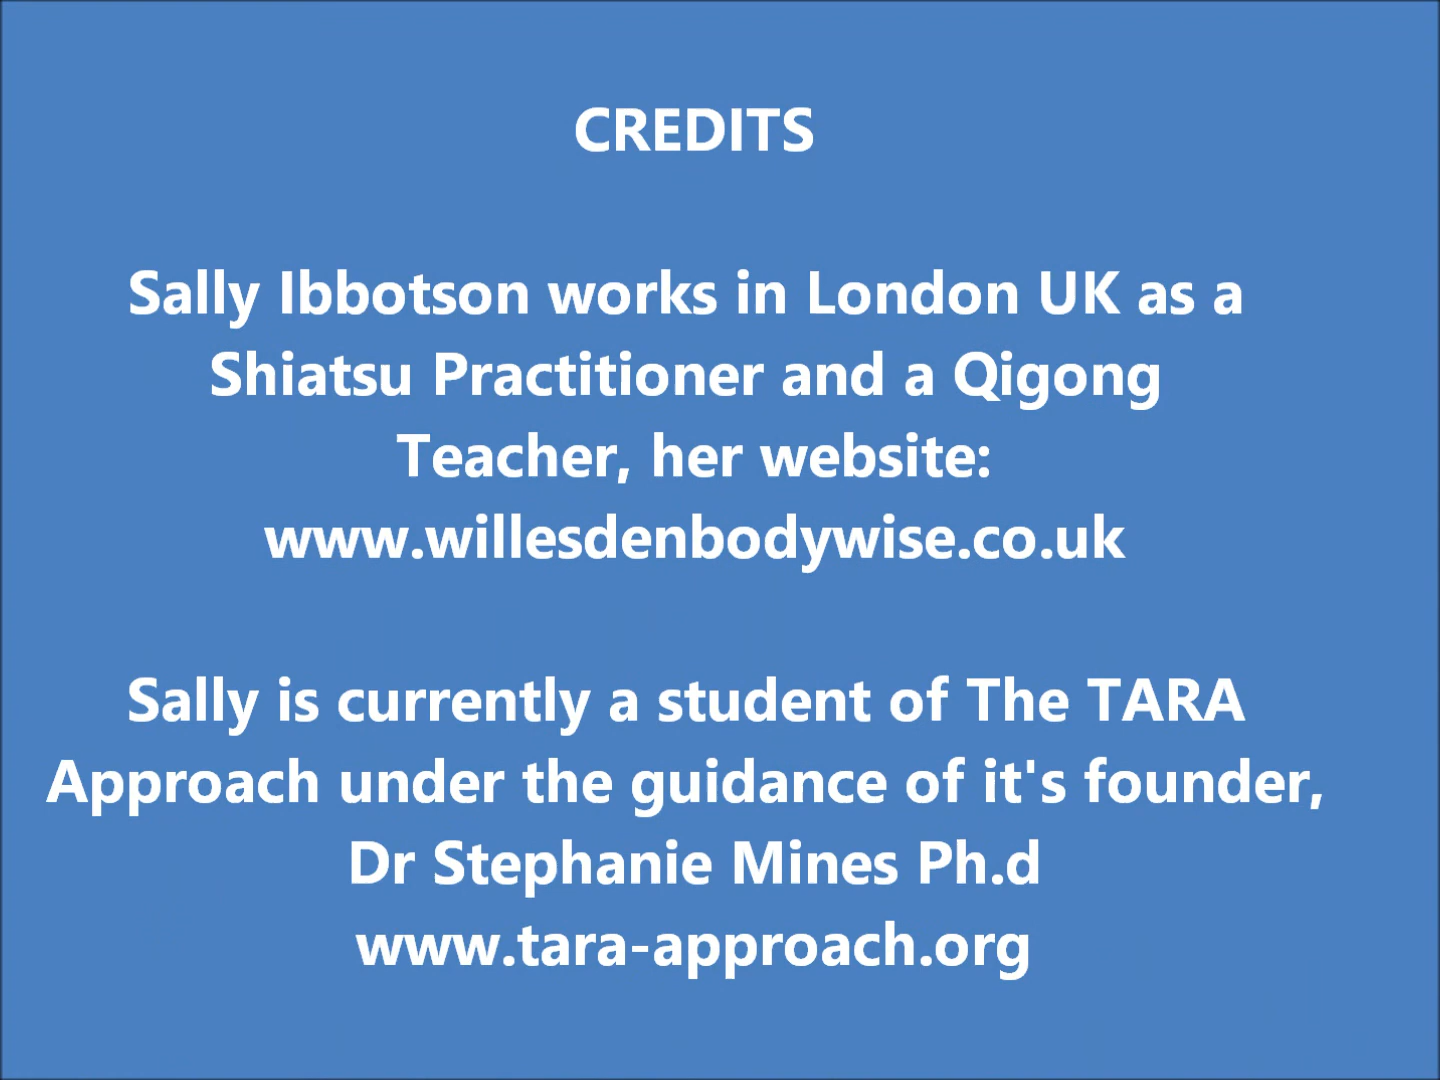 CREDITS
Sally Ibbotson works in London UK as a
Shiatsu Practitioner and a Qigong
Teacher, her website:
www.willesdenbodywise.co.uk
Sally is currently a student of The TARA
Approach under the guidance of it's founder,
Dr Stephanie Mines Ph.d
www.tara-approach.org